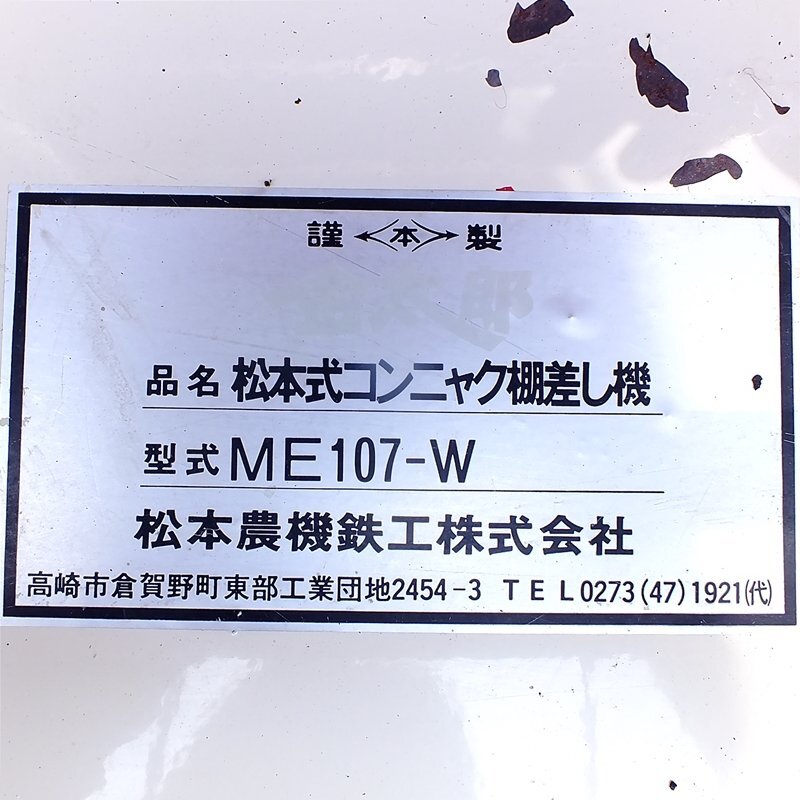 謹 本 製
品名 松本式コンニャク棚差し機
型式 ME107-W
松本農機鉄工株式会社
高崎市倉賀野町東部工業団地2454-3 TEL0273(47)1921(代)